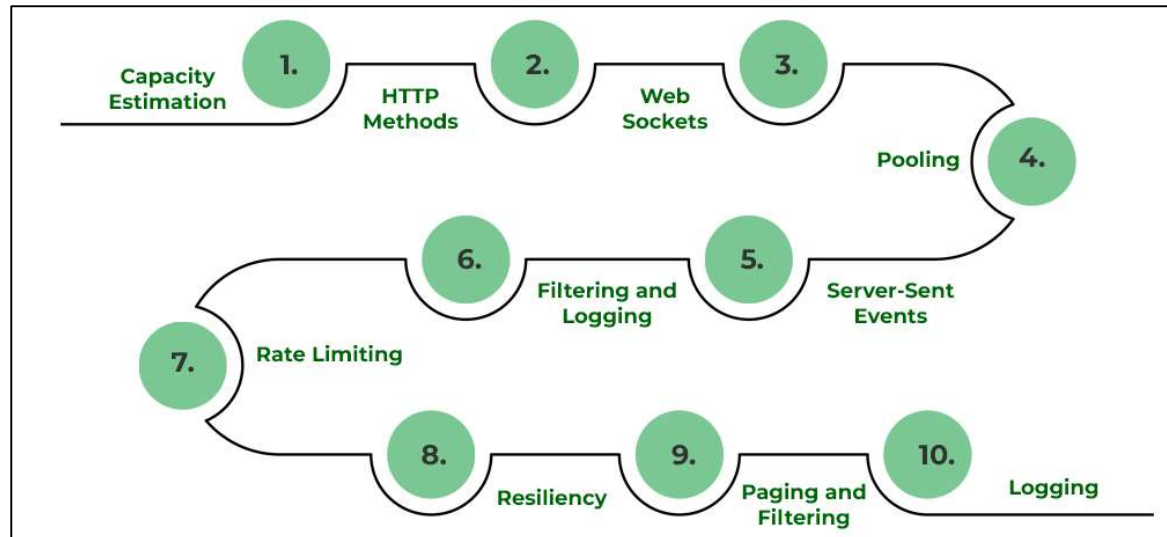 1.
Capacity
Estimation
2.
HTTP
Methods
3.
Web
Sockets
4.
Pooling
5.
Server-Sent
Events
6.
Filtering and
Logging
7.
Rate Limiting
8.
Resiliency
9.
Paging and
Filtering
10.
Logging